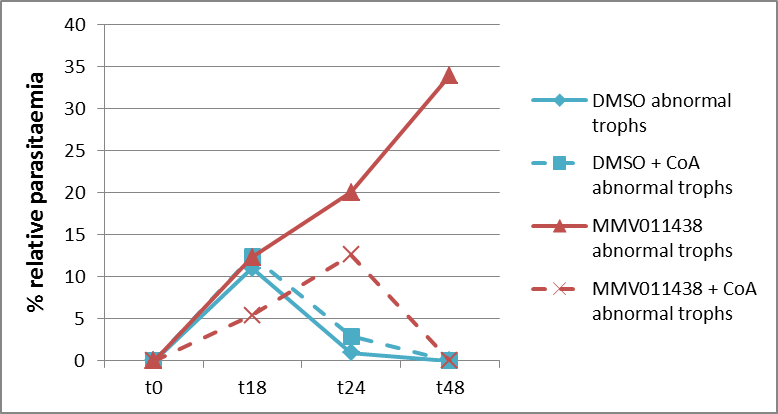 % relative parasitaemia
40
35
30
25
20
15
10
5
0
t0
t18
t24
t48
DMSO abnormal
trophs
DMSO + CoA
abnormal trophs
MMV011438
abnormal trophs
MMV011438 + CoA
abnormal trophs